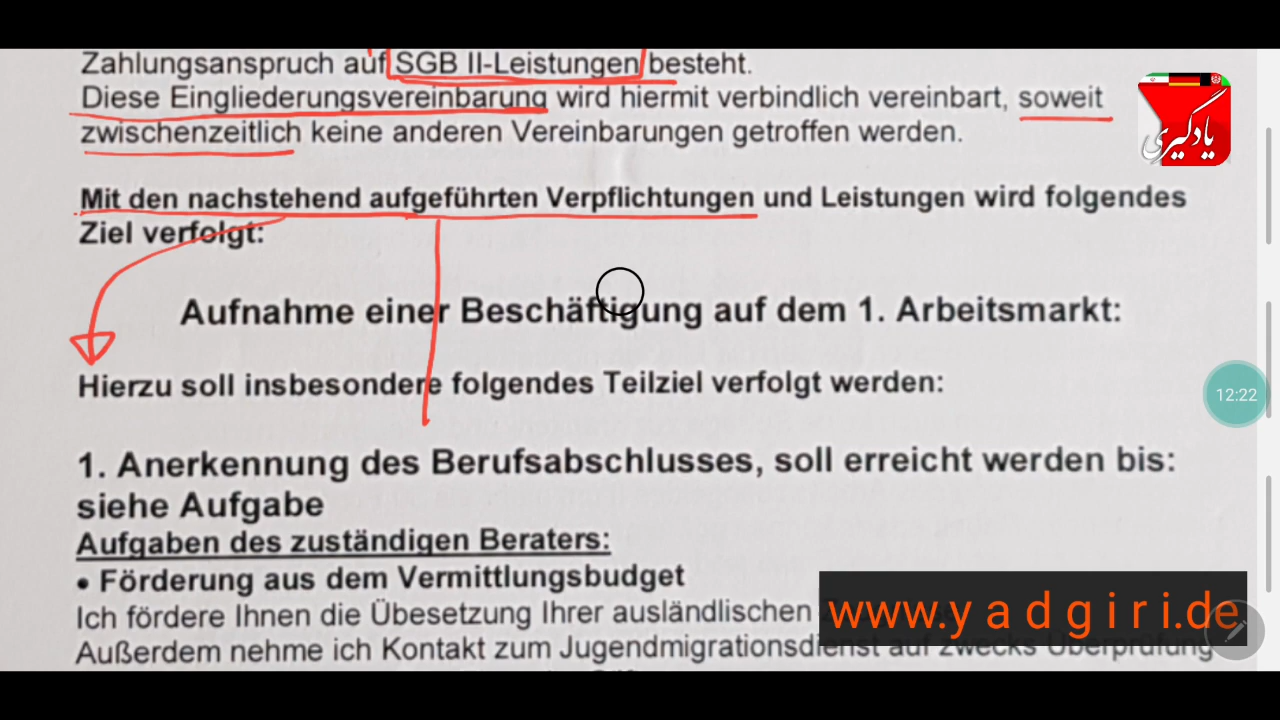 Zahlungsanspruch auf SGB II-Leistungen besteht.
Diese Eingliederungsvereinbarung wird hiermit verbindlich vereinbart, soweit
zwischenzeitlich keine anderen Vereinbarungen getroffen werden.
یادگیری
Mit den nachstehend aufgeführten Verpflichtungen und Leistungen wird folgendes
Ziel verfolgt:
Aufnahme einer Beschäftigung auf dem 1. Arbeitsmarkt:
Hierzu soll insbesondere folgendes Teilziel verfolgt werden:
12:22
1. Anerkennung des Berufsabschlusses, soll erreicht werden bis:
siehe Aufgabe
Aufgaben des zuständigen Beraters:
• Förderung aus dem Vermittlungsbudget
Ich fördere Ihnen die Übesetzung Ihrer ausländlischen
www.y a d g i r i.de
Außerdem nehme ich Kontakt zum Jugendmigrationsdienst auf zwecks Überprüfung